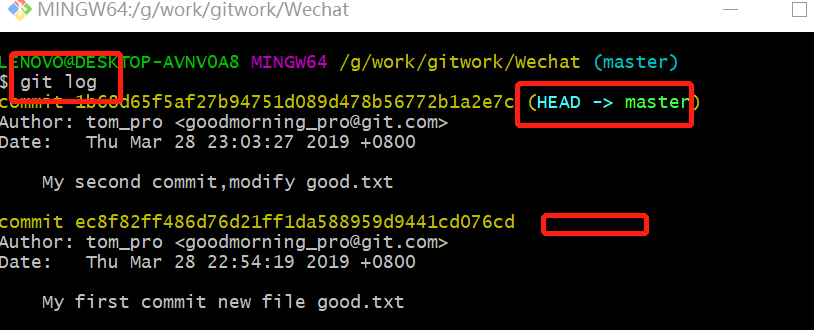 MINGW64:/g/work/gitwork/Wechat
LENOVO@DESKTOP-AVNV0A8 MINGW64 /g/work/gitwork/Wechat (master)
$ git log
commit 1b68d65f5af27b94751d089d478b56772b1a2e7c (HEAD -> master)
Author: tom_pro <goodmorning_pro@git.com>
Date:   Thu Mar 28 23:03:27 2019 +0800
My second commit,modify good.txt
commit ec8f82ff486d76d21ff1da588959d9441cd076cd
Author: tom_pro <goodmorning_pro@git.com>
Date:   Thu Mar 28 22:54:19 2019 +0800
My first commit new file good.txt